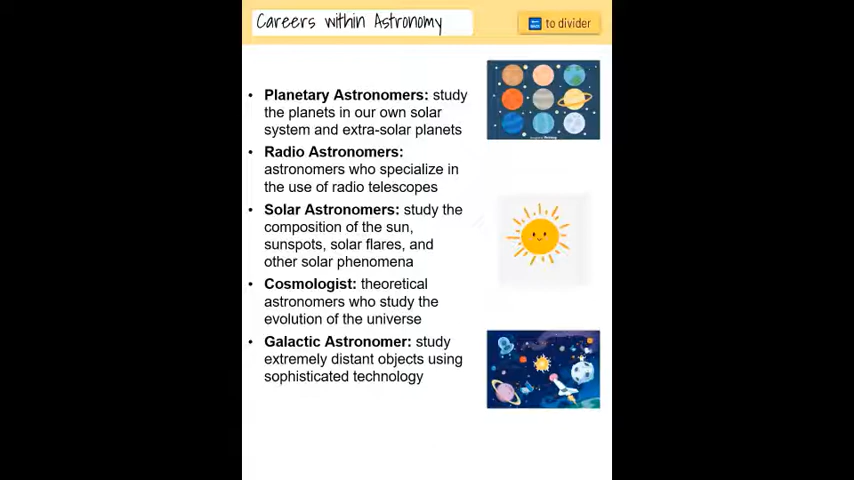 Careers within Astronomy
to divider
• Planetary Astronomers: study
the planets in our own solar
system and extra-solar planets
• Radio Astronomers:
astronomers who specialize in
the use of radio telescopes
• Solar Astronomers: study the
composition of the sun,
sunspots, solar flares, and
other solar phenomena
• Cosmologist: theoretical
astronomers who study the
evolution of the universe
• Galactic Astronomer: study
extremely distant objects using
sophisticated technology